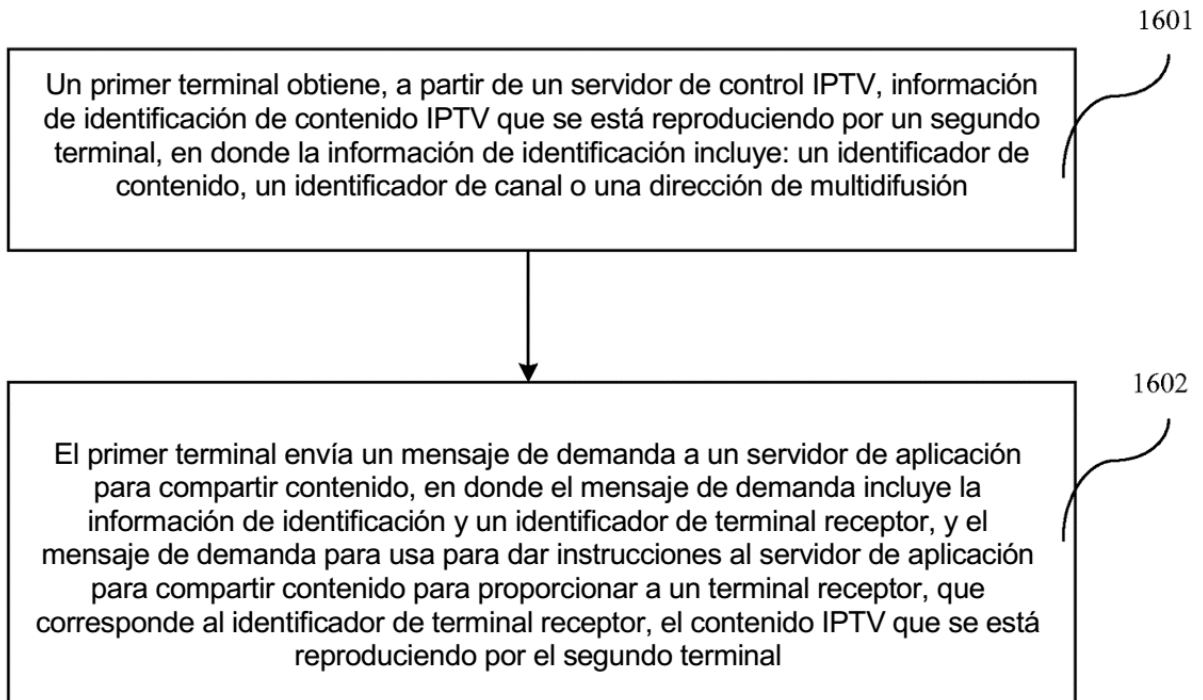 1601
Un primer terminal obtiene, a partir de un servidor de control IPTV, información
de identificación de contenido IPTV que se está reproduciendo por un segundo
terminal, en donde la información de identificación incluye: un identificador de
contenido, un identificador de canal o una dirección de multidifusión
1602
El primer terminal envía un mensaje de demanda a un servidor de aplicación
para compartir contenido, en donde el mensaje de demanda incluye la
información de identificación y un identificador de terminal receptor, y el
mensaje de demanda para usa para dar instrucciones al servidor de aplicación
para compartir contenido para proporcionar a un terminal receptor, que
corresponde al identificador de terminal receptor, el contenido IPTV que se está
reproduciendo por el segundo terminal